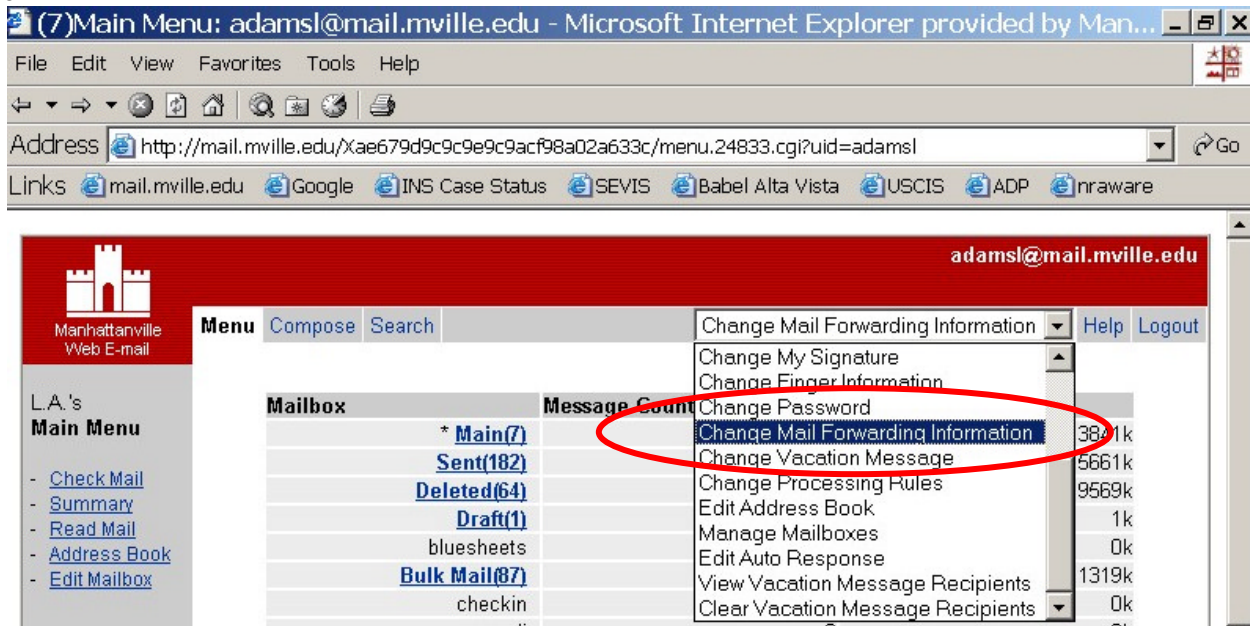 (7)Main Menu: adamsl@mail.mville.edu - Microsoft Internet Explorer provided by Man...
File Edit View Favorites Tools Help
Address http://mail.mville.edu/Xae679d9c9c9e9c9acf98a02a633c/menu.24833.cgi?uid=adamsl Go
Links mail.mville.edu Google INS Case Status SEVIS Babel Alta Vista USCIS ADP nraware
adamsl@mail.mville.edu
Manhattanville
Web E-mail
Menu Compose Search Change Mail Forwarding Information Help Logout
L.A.'s
Main Menu
- Check Mail
- Summary
- Read Mail
- Address Book
- Edit Mailbox
Mailbox Message Count
* Main(7) 3841k
Sent(182) 5661k
Deleted(64) 9569k
Draft(1) 1k
bluesheets 0k
Bulk Mail(87) 1319k
checkin 0k
Change My Signature
Change Finger Information
Change Password
Change Mail Forwarding Information
Change Vacation Message
Change Processing Rules
Edit Address Book
Manage Mailboxes
Edit Auto Response
View Vacation Message Recipients
Clear Vacation Message Recipients